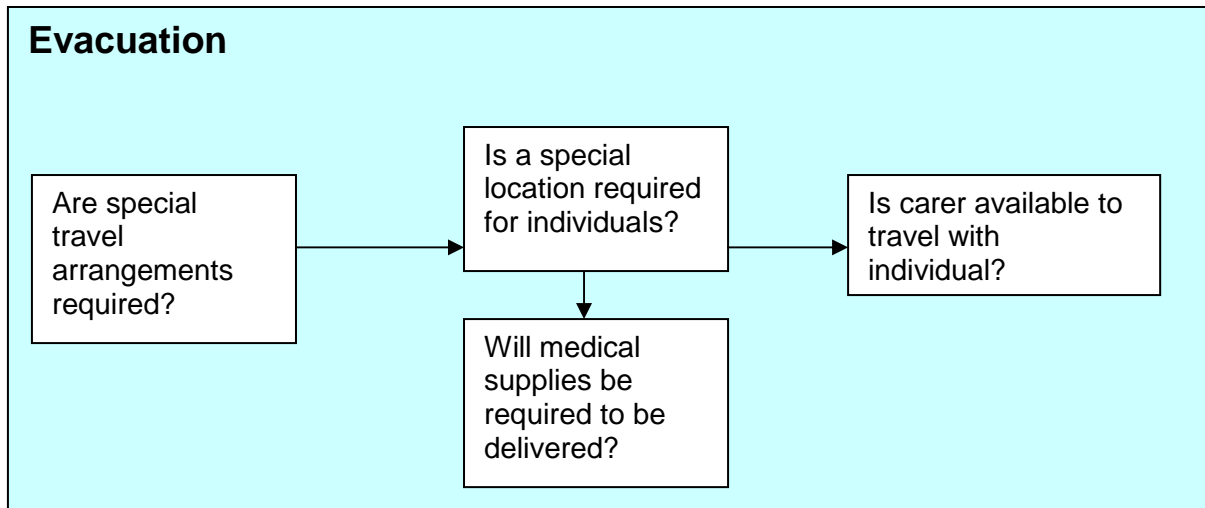 Evacuation
Are special
travel
arrangements
required?
Is a special
location required
for individuals?
Is carer available to
travel with
individual?
Will medical
supplies be
required to be
delivered?